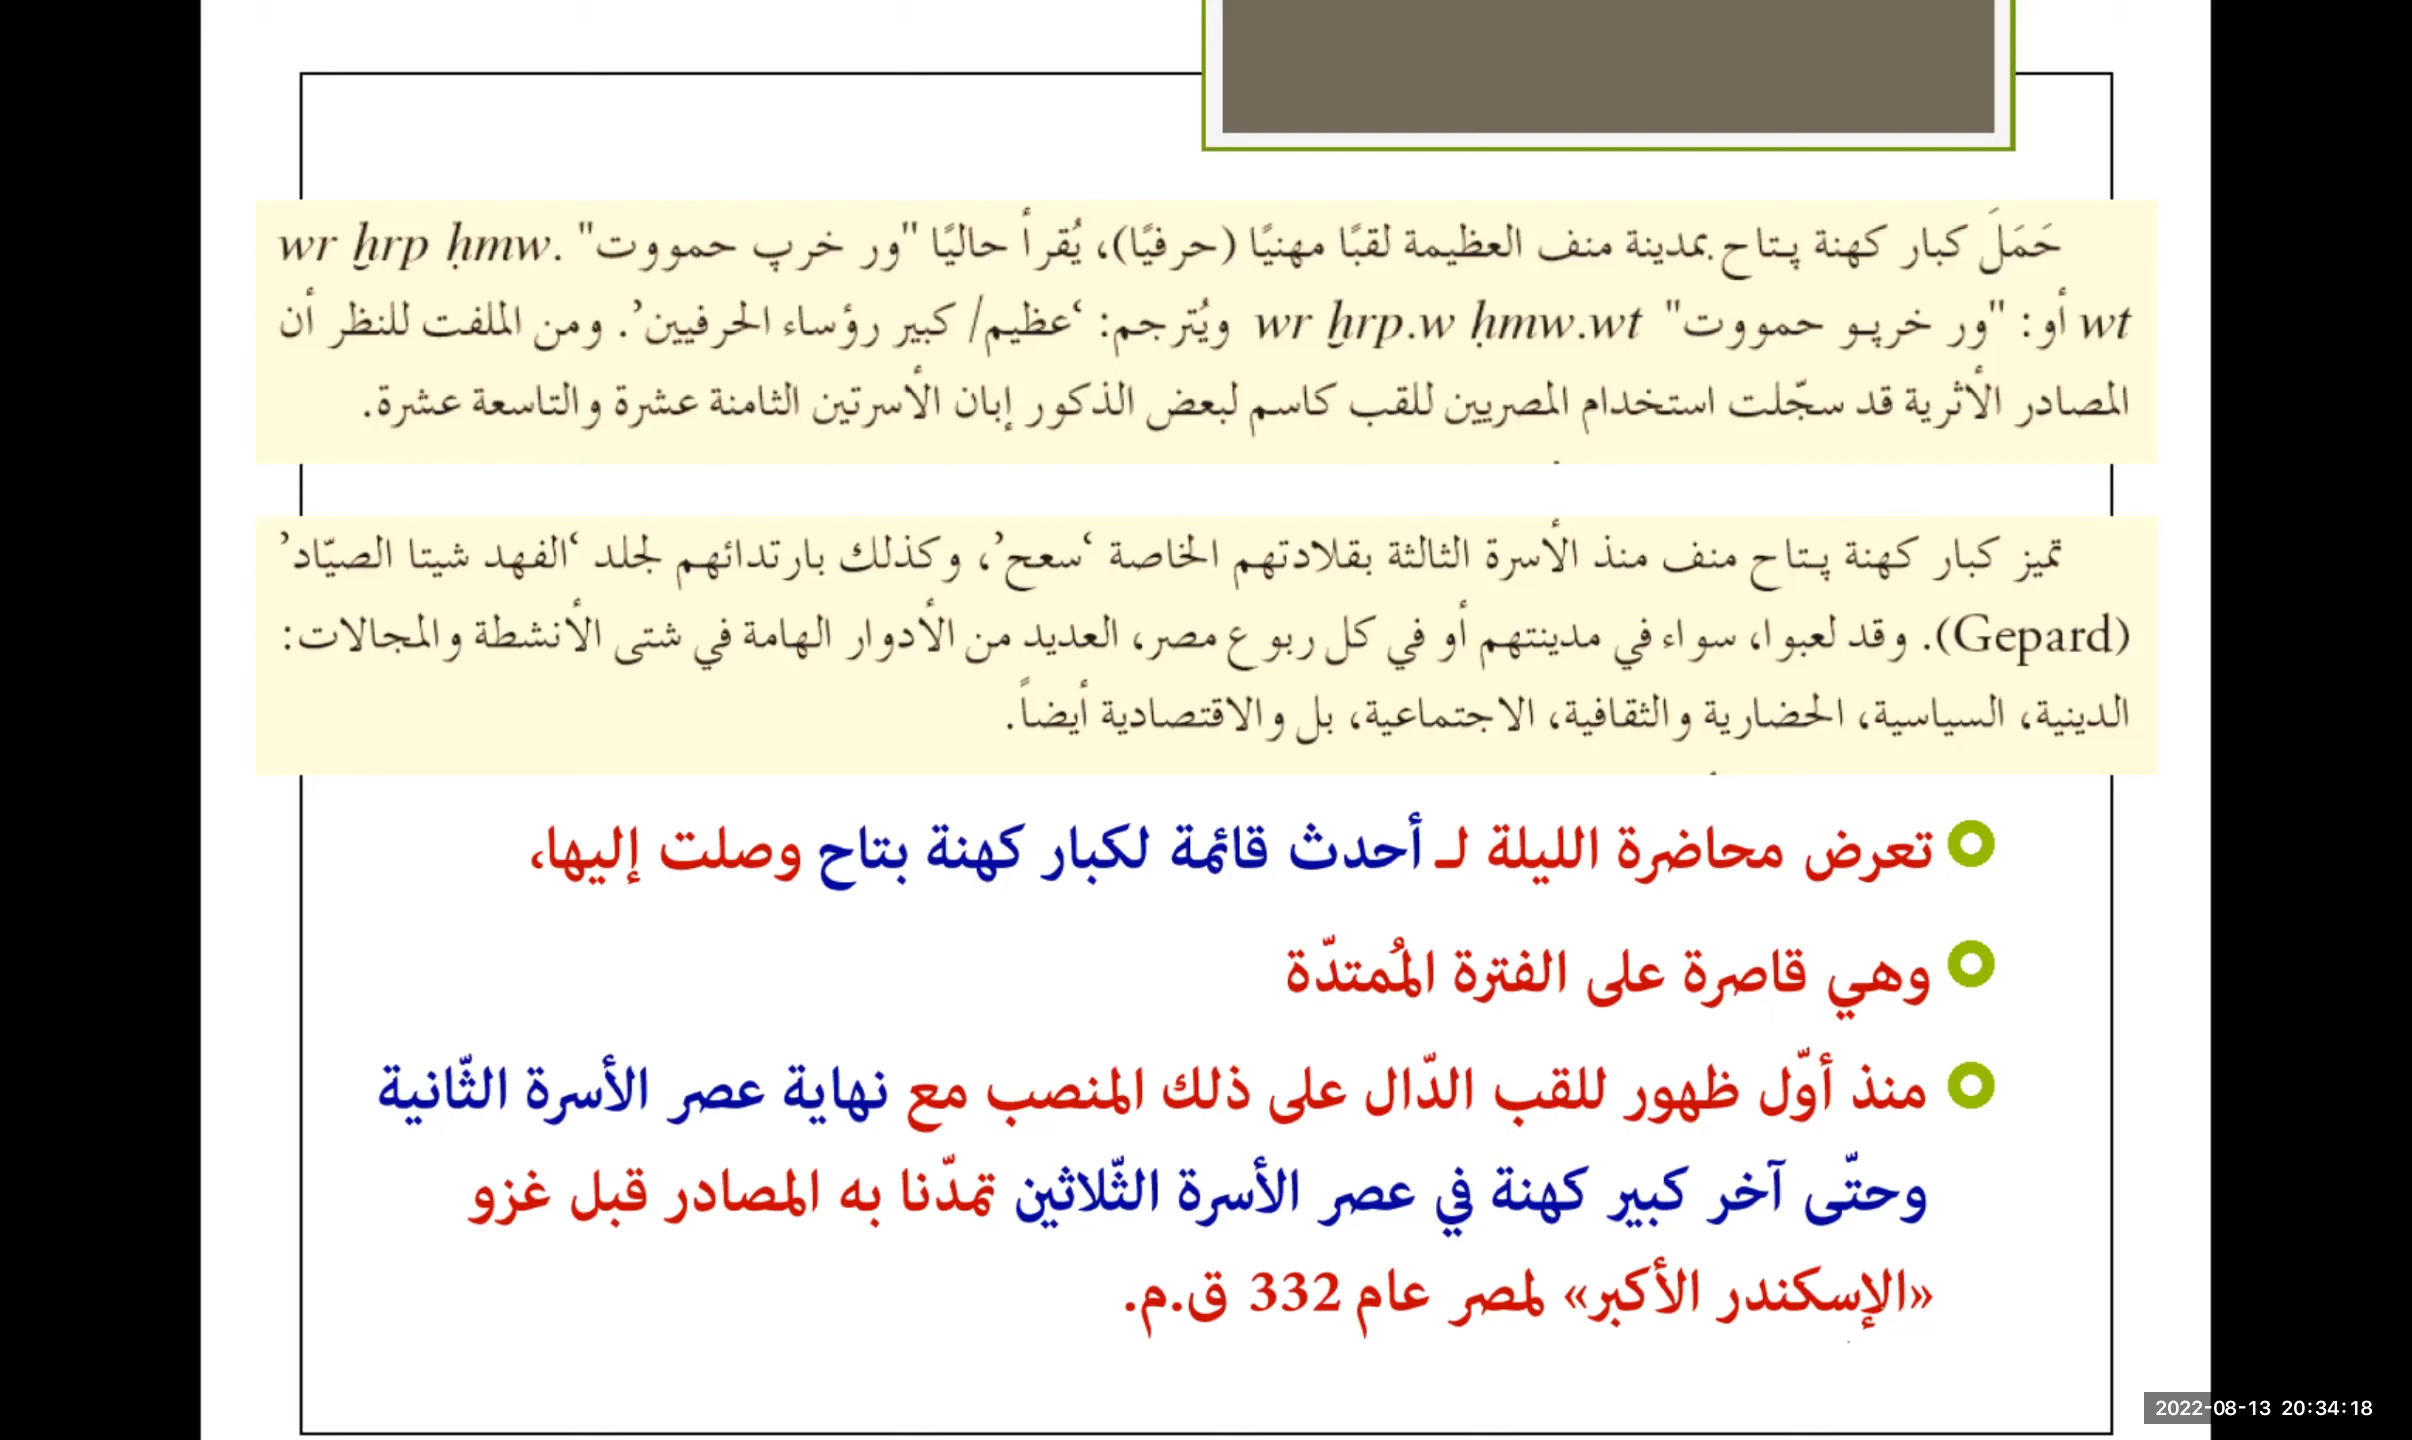 حَمَلَ كبار كهنة پـتاح بمدينة منف العظيمة لقبًا مهنيًا (حرفيًا)، يُقرأ حاليًا "ور خرپ حمووت" wr ḫrp ḥmw.
wt أو: "ور خرپـو حمووت" wr ḫrp.w ḥmw.wt ويُترجم: ‘عظيم/ كبير رؤساء الحرفيين’. ومن الملفت للنظر أن
المصادر الأثرية قد سجّلت استخدام المصريين للقب كاسم لبعض الذكور إبان الأسرتين الثامنة عشرة والتاسعة عشرة.
تميز كبار كهنة پـتاح منف منذ الأسرة الثالثة بقلادتهم الخاصة ‘سعح’، وكذلك بارتدائهم لجلد ‘الفهد شيتا الصيّاد’
(Gepard). وقد لعبوا، سواء في مدينتهم أو في كل ربوع مصر، العديد من الأدوار الهامة في شتى الأنشطة والمجالات:
الدينية، السياسية، الحضارية والثقافية، الاجتماعية، بل والاقتصادية أيضاً.
تعرض محاضرة الليلة لـ أحدث قائمة لكبار كهنة بتاح وصلت إليها،
وهي قاصرة على الفترة المُمتدّة
منذ أوّل ظهور للقب الدّال على ذلك المنصب مع نهاية عصر الأسرة الثّانية
وحتّى آخر كبير كهنة في عصر الأسرة الثّلاثين تمدّنا به المصادر قبل غزو
«الإسكندر الأكبر» لمصر عام 332 ق.م.
2022-08-13 20:34:18